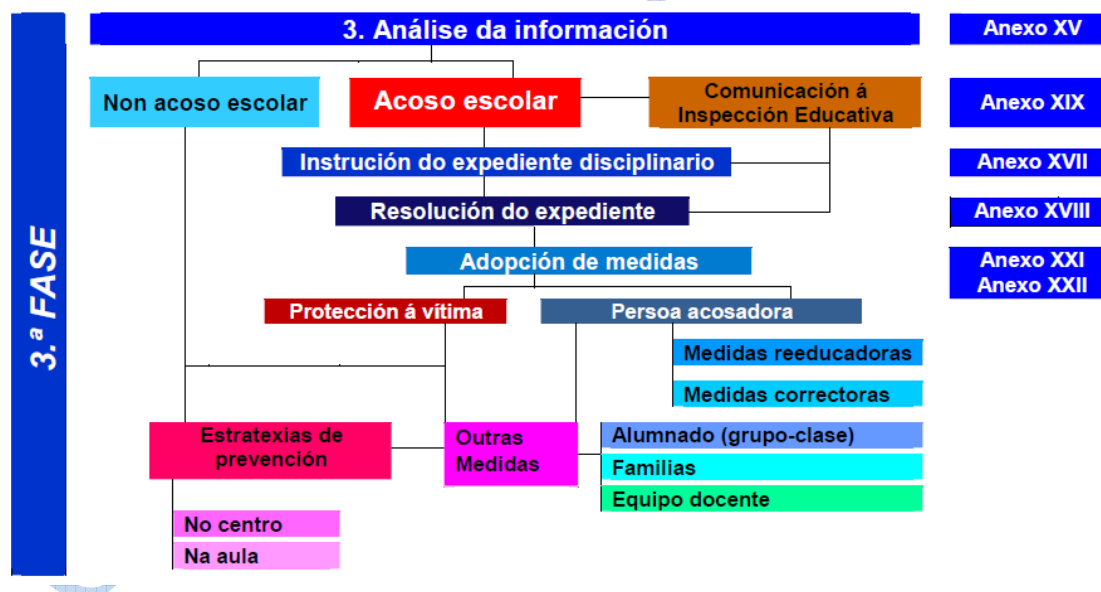 3. Análise da información
Anexo XV
Non acoso escolar
Acoso escolar
Comunicación á
Inspección Educativa
Anexo XIX
Instrución do expediente disciplinario
Anexo XVII
Resolución do expediente
Anexo XVIII
Adopción de medidas
Anexo XXI
Anexo XXII
3.ª FASE
Protección á vítima
Persoa acosadora
Medidas reeducadoras
Medidas correctoras
Estratexias de
prevención
Outras
Medidas
Alumnado (grupo-clase)
Familias
Equipo docente
No centro
Na aula